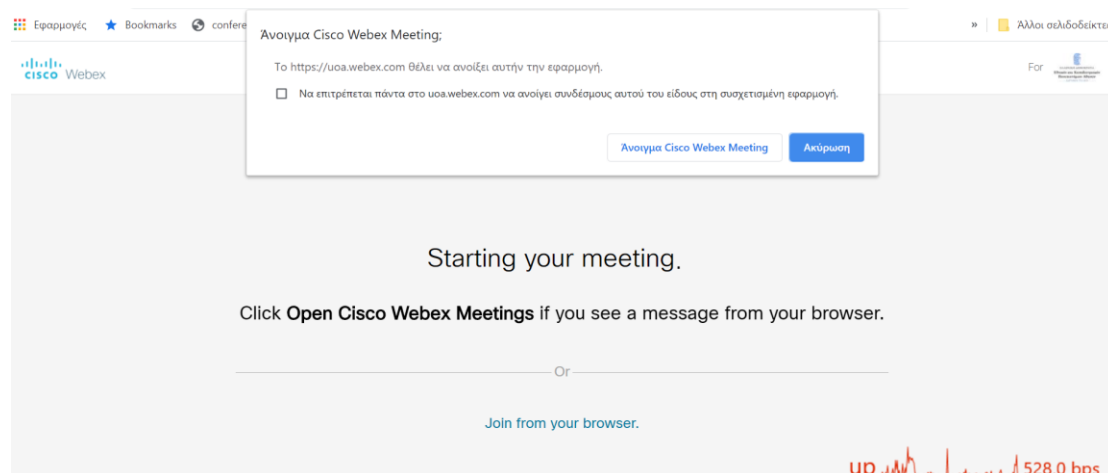 Εφαρμογές
Bookmarks
confere
»
Άλλοι σελιδοδείκτες
Άνοιγμα Cisco Webex Meeting;
Το https://uoa.webex.com θέλει να ανοίξει αυτήν την εφαρμογή.
Να επιτρέπεται πάντα στο uoa.webex.com να ανοίγει συνδέσμους αυτού του είδους στη συσχετισμένη εφαρμογή.
Άνοιγμα Cisco Webex Meeting
Ακύρωση
cisco Webex
For
Starting your meeting.
Click Open Cisco Webex Meetings if you see a message from your browser.
Or
Join from your browser.
up
528.0 bps